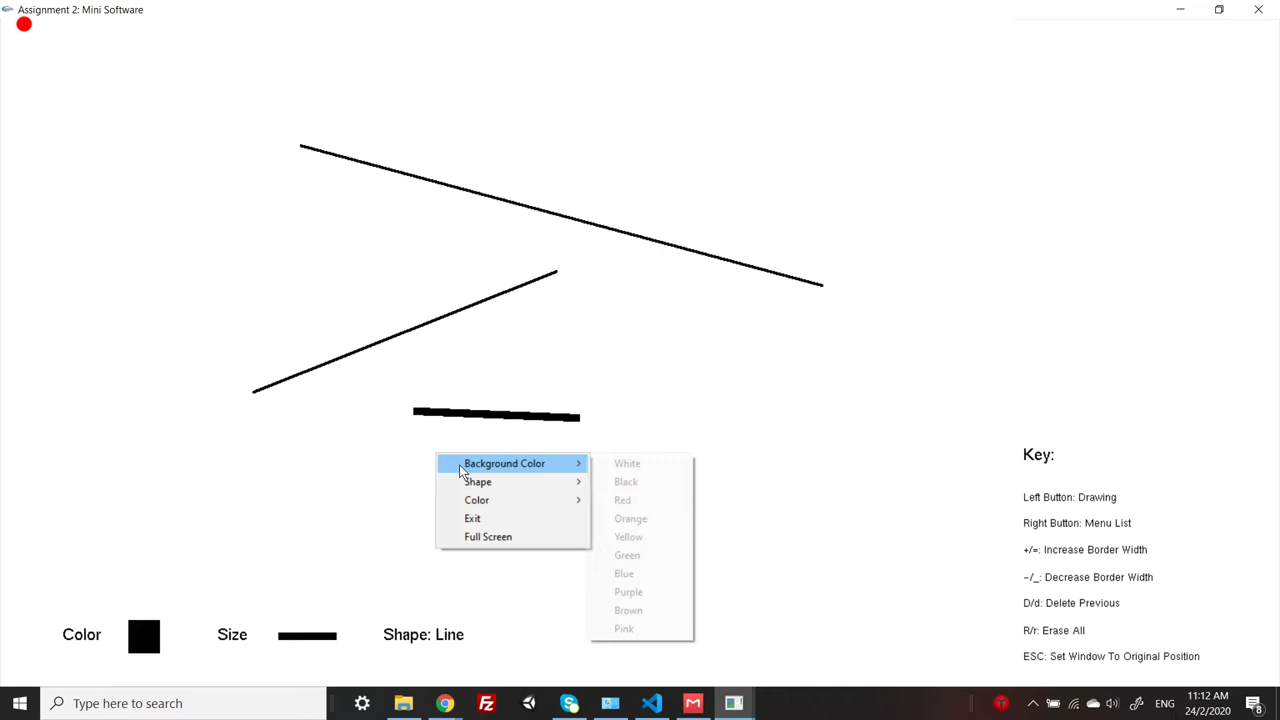 Assignment 2: Mini Software
Background Color
Shape
Color
Exit
Full Screen
White
Black
Red
Orange
Yellow
Green
Blue
Purple
Brown
Pink
Key:
Left Button: Drawing
Right Button: Menu List
+/=: Increase Border Width
-/_: Decrease Border Width
D/d: Delete Previous
R/r: Erase All
ESC: Set Window To Original Position
Color
Size
Shape: Line
Type here to search
ENG
11:12 AM
24/2/2020
8